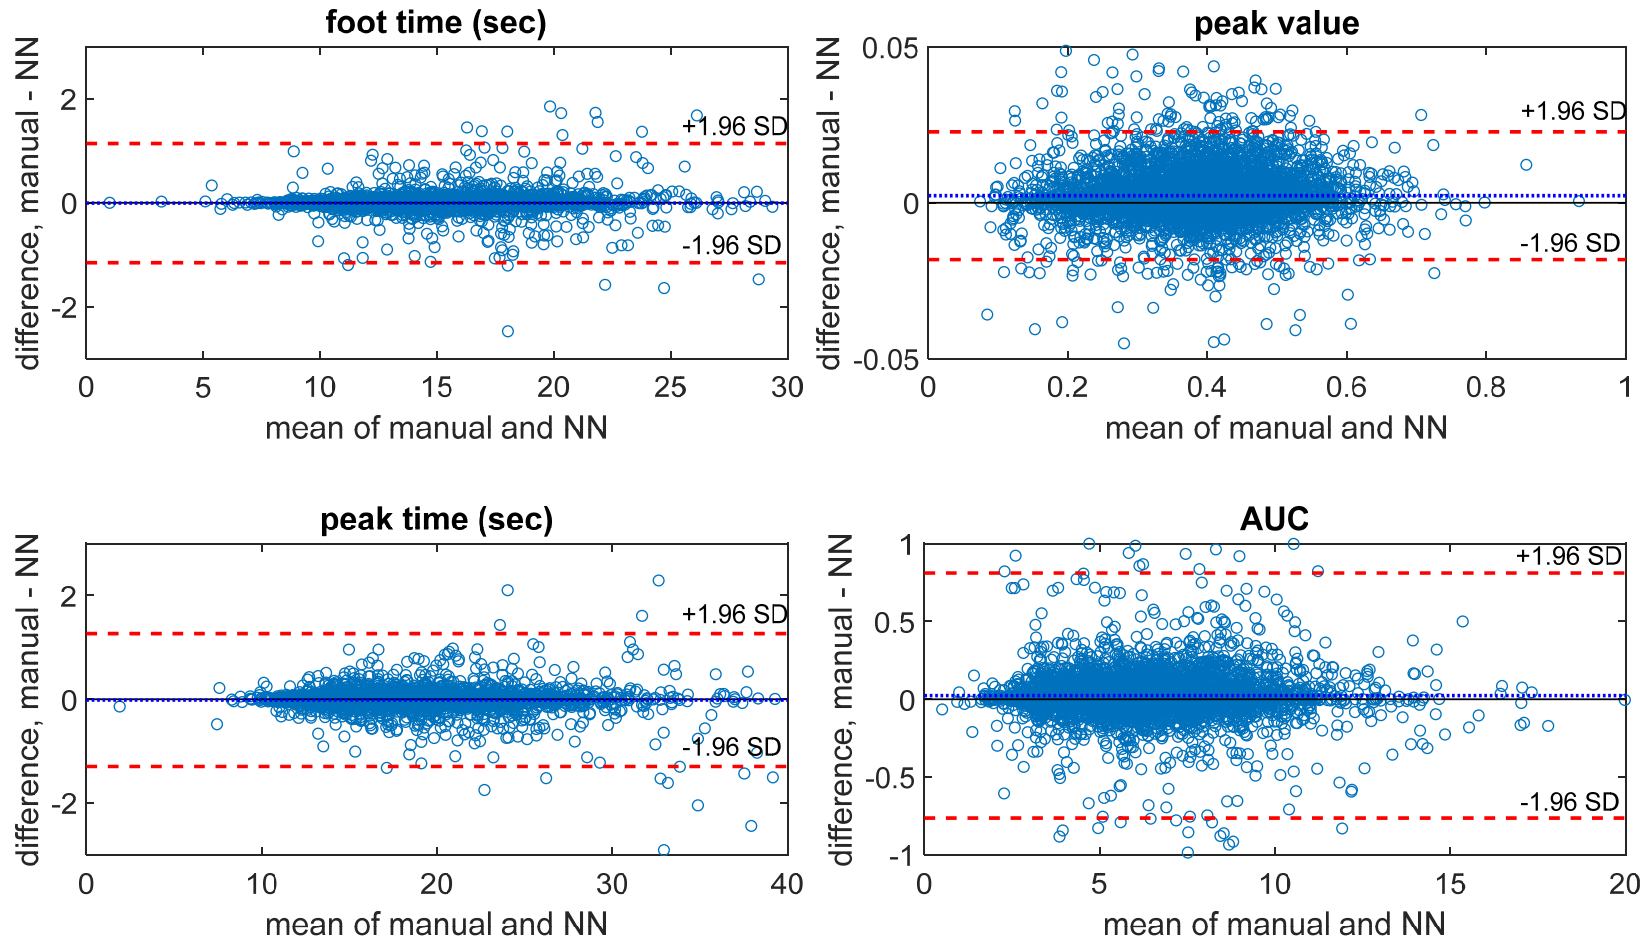 foot time (sec)
difference, manual - NN
2
0
-2
+1.96 SD
-1.96 SD
0 5 10 15 20 25 30
mean of manual and NN
peak value
difference, manual - NN
0.05
0
-0.05
+1.96 SD
-1.96 SD
0 0.2 0.4 0.6 0.8 1
mean of manual and NN
peak time (sec)
difference, manual - NN
2
0
-2
+1.96 SD
-1.96 SD
0 10 20 30 40
mean of manual and NN
AUC
difference, manual - NN
1
0.5
0
-0.5
-1
+1.96 SD
-1.96 SD
0 5 10 15 20
mean of manual and NN